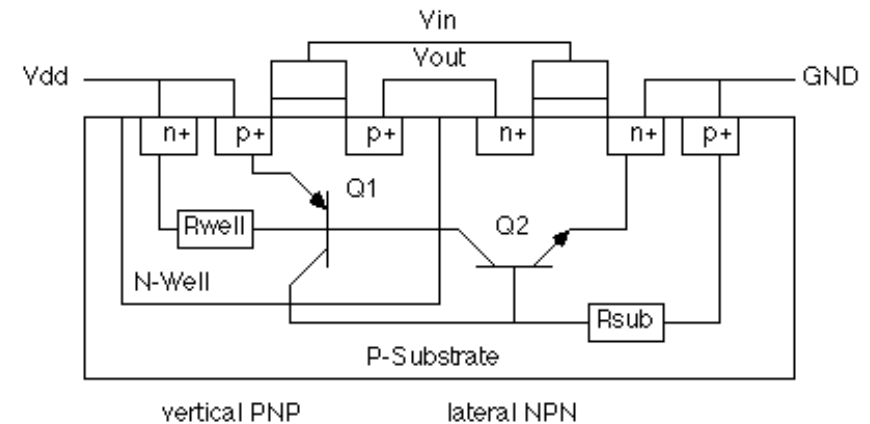 Vin
Vdd
Vout
GND
n+
p+
p+
n+
n+
p+
Q1
Rwell
Q2
N-Well
Rsub
P-Substrate
vertical PNP
lateral NPN